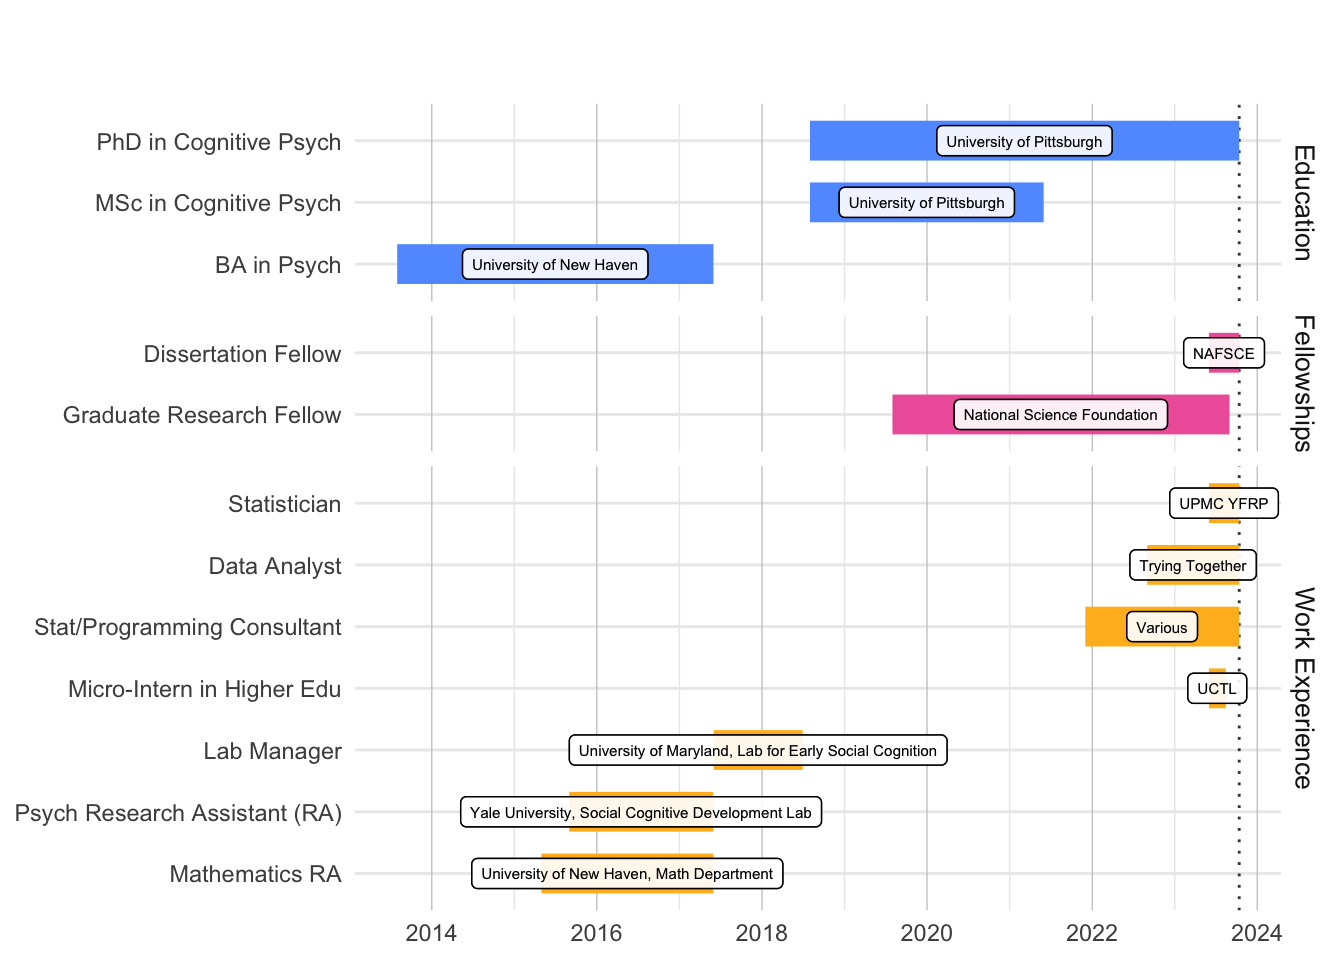 PhD in Cognitive Psych
University of Pittsburgh
MSc in Cognitive Psych
University of Pittsburgh
BA in Psych
University of New Haven
Education
Dissertation Fellow
NAFSCE
Graduate Research Fellow
National Science Foundation
Fellowships
Statistician
UPMC YFRP
Data Analyst
Trying Together
Stat/Programming Consultant
Various
Micro-Intern in Higher Edu
UCTL
Lab Manager
University of Maryland, Lab for Early Social Cognition
Psych Research Assistant (RA)
Yale University, Social Cognitive Development Lab
Mathematics RA
University of New Haven, Math Department
Work Experience
2014 2016 2018 2020 2022 2024